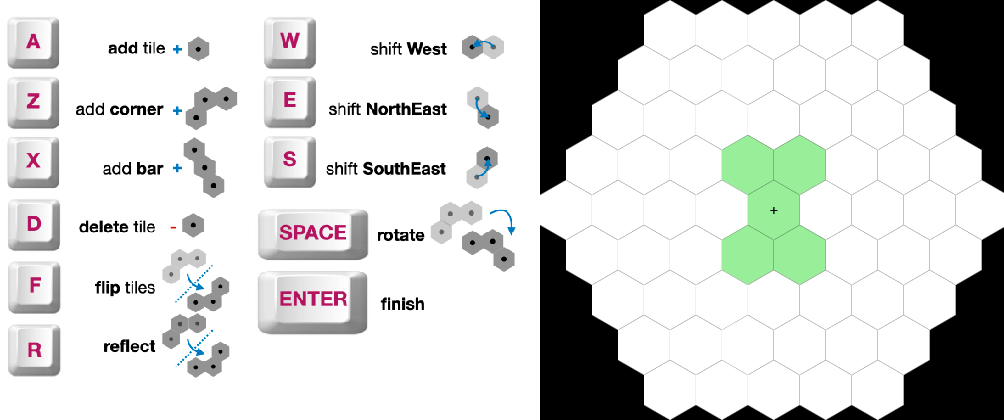 A
add tile +
Z
add corner +
X
add bar +
D
delete tile -
F
flip tiles
R
reflect
W
shift West
E
shift NorthEast
S
shift SouthEast
SPACE
rotate
ENTER
finish
+